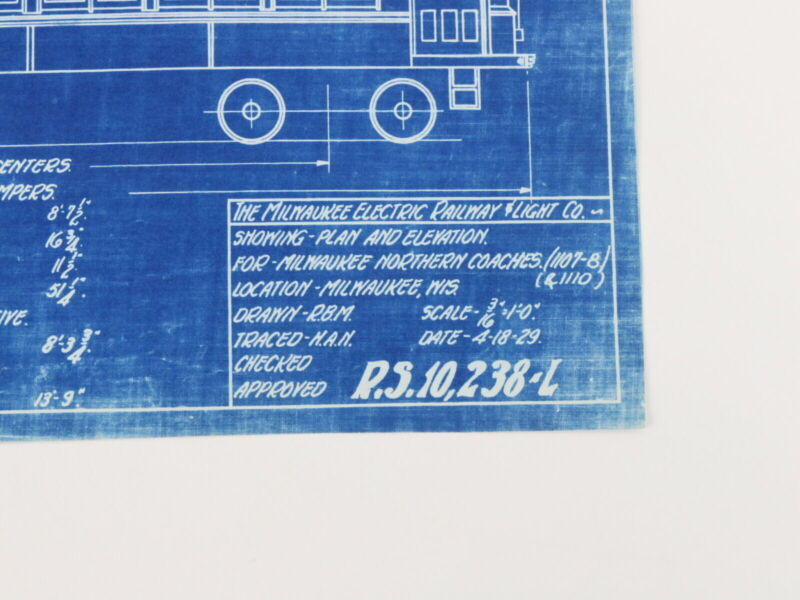 CENTERS.
MPERS.
8'-7 1/2".
16 3/4".
11 1/2".
51 1/4".
IVE.
8'-3 3/4".
13'-9".
THE MILWAUKEE ELECTRIC RAILWAY & LIGHT CO. ~
SHOWING - PLAN AND ELEVATION.
FOR - MILWAUKEE NORTHERN COACHES. (1107-8)
(& 1110)
LOCATION - MILWAUKEE, WIS.
DRAWN - R.B.M. SCALE - 3/16" = 1'-0".
TRACED - H.A.N. DATE - 4-18-29.
CHECKED
APPROVED R.S. 10,238-L